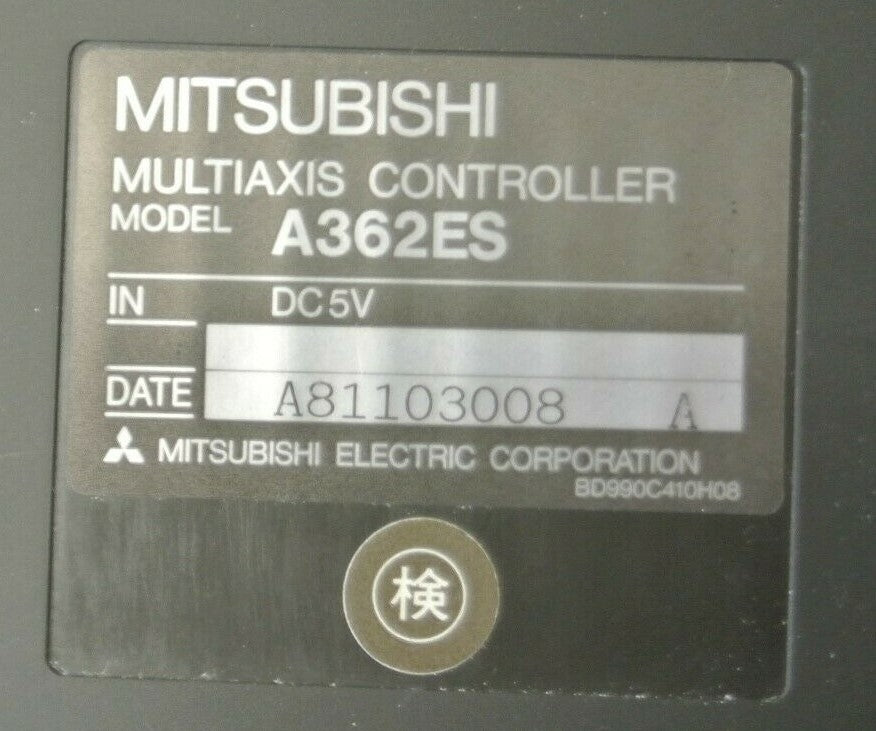 MITSUBISHI
MULTIAXIS CONTROLLER
MODEL A362ES
IN DC5V
DATE A81103008 A
MITSUBISHI ELECTRIC CORPORATION
BD990C410H08
検